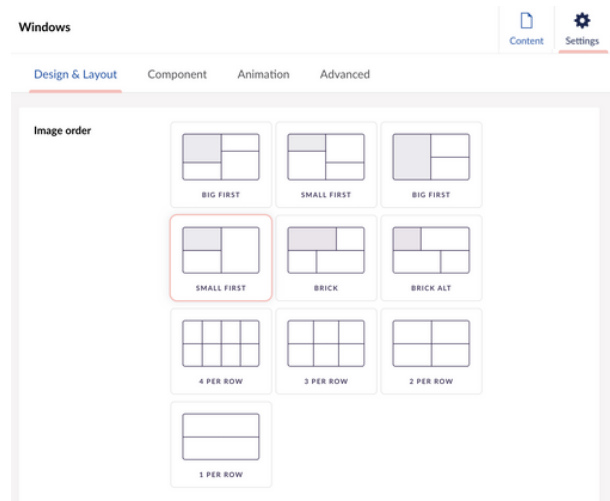 Windows
Content
Settings
Design & Layout
Component
Animation
Advanced
Image order
BIG FIRST
SMALL FIRST
BIG FIRST
SMALL FIRST
BRICK
BRICK ALT
4 PER ROW
3 PER ROW
2 PER ROW
1 PER ROW